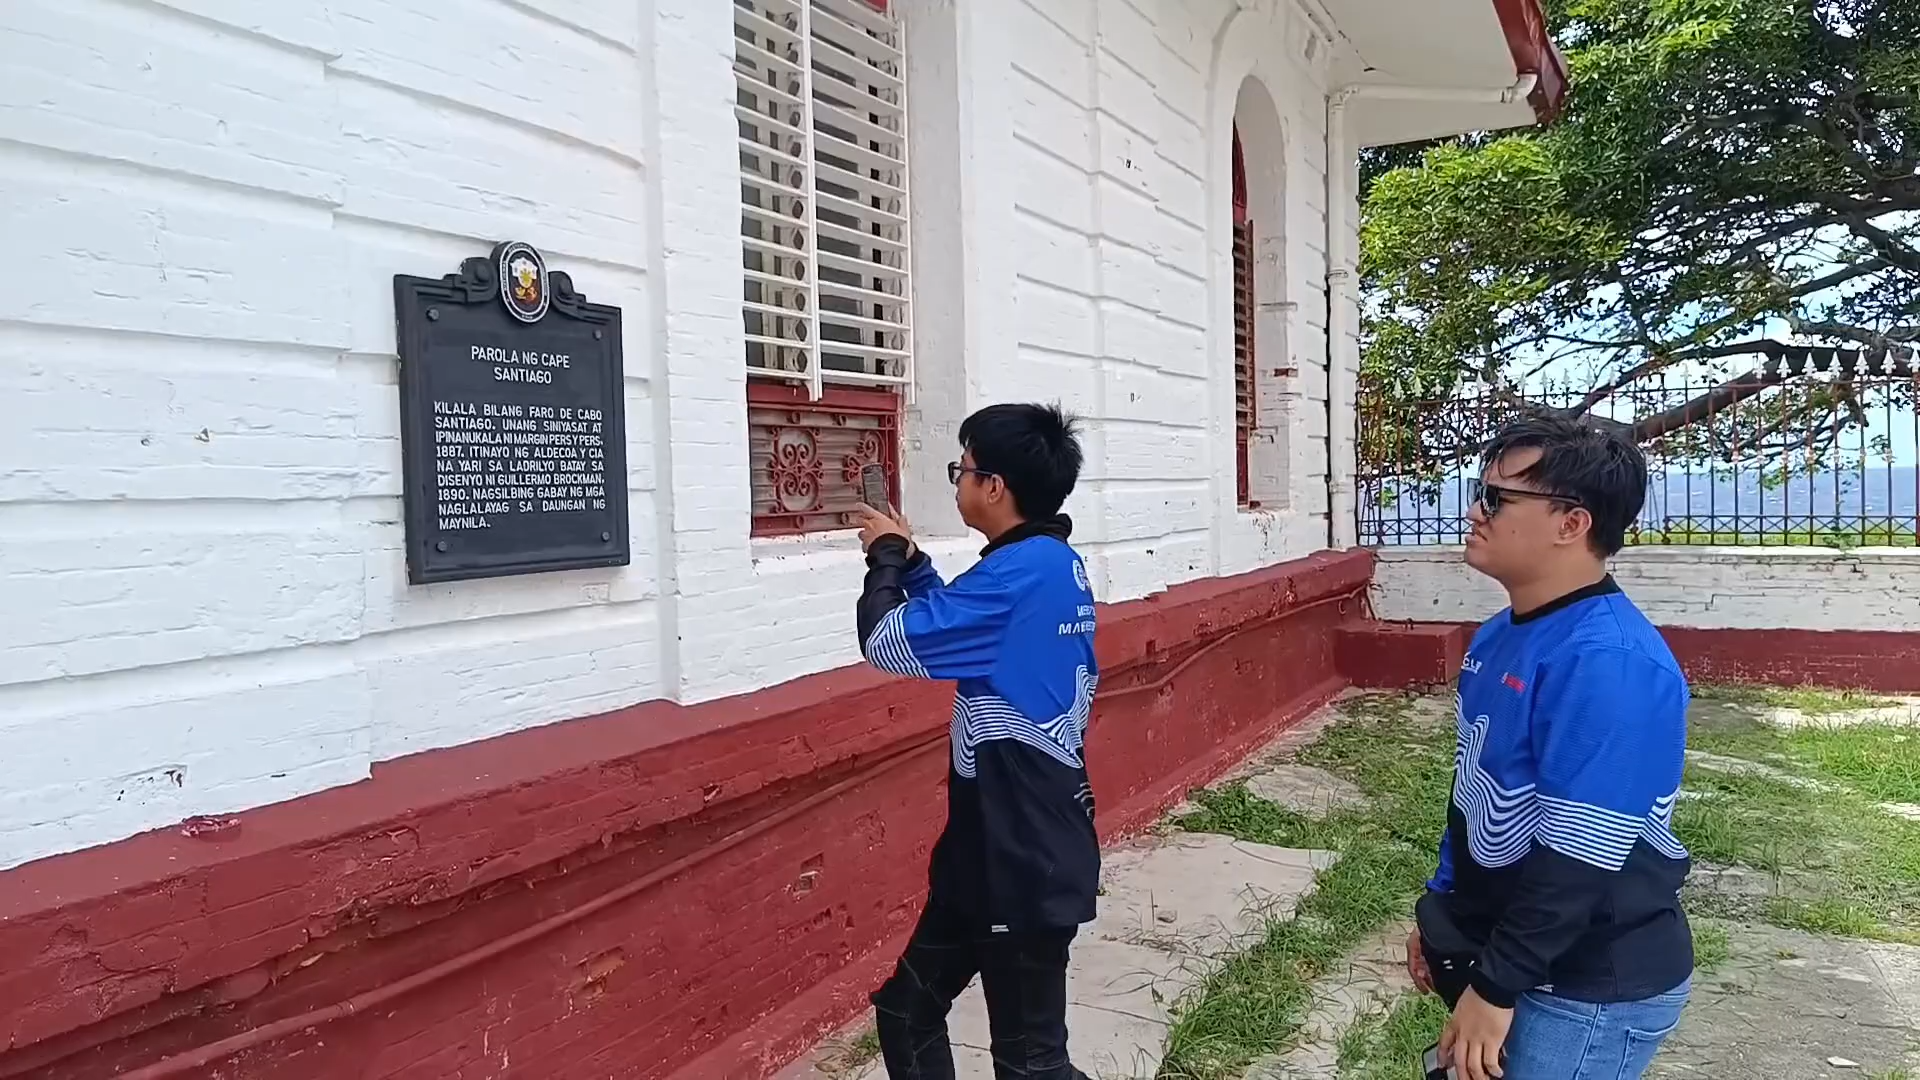 PAROLA NG CAPE
SANTIAGO
KILALA BILANG FARO DE CABO
SANTIAGO. UNANG SINIYASAT AT
IPINANUKALA NI MARGIN PERS Y PERS,
1887. ITINAYO NG ALDECOA Y CIA
NA YARI SA LADRILYO BATAY SA
DISENYO NI GUILLERMO BROCKMAN,
1890. NAGSILBING GABAY NG MGA
NAGLALAYAG SA DAUNGAN NG
MAYNILA.